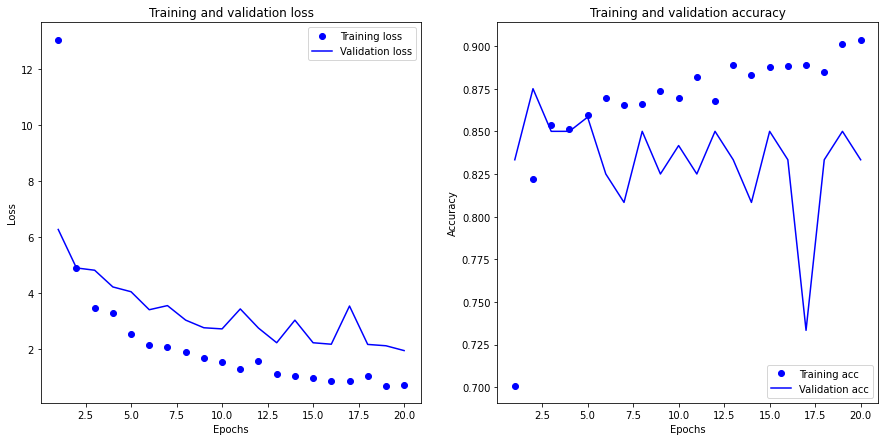 Training and validation loss
Training loss
Validation loss
12
10
8
6
4
2
Loss
2.5 5.0 7.5 10.0 12.5 15.0 17.5 20.0
Epochs
Training and validation accuracy
0.900
0.875
0.850
0.825
0.800
0.775
0.750
0.725
0.700
Accuracy
Training acc
Validation acc
2.5 5.0 7.5 10.0 12.5 15.0 17.5 20.0
Epochs